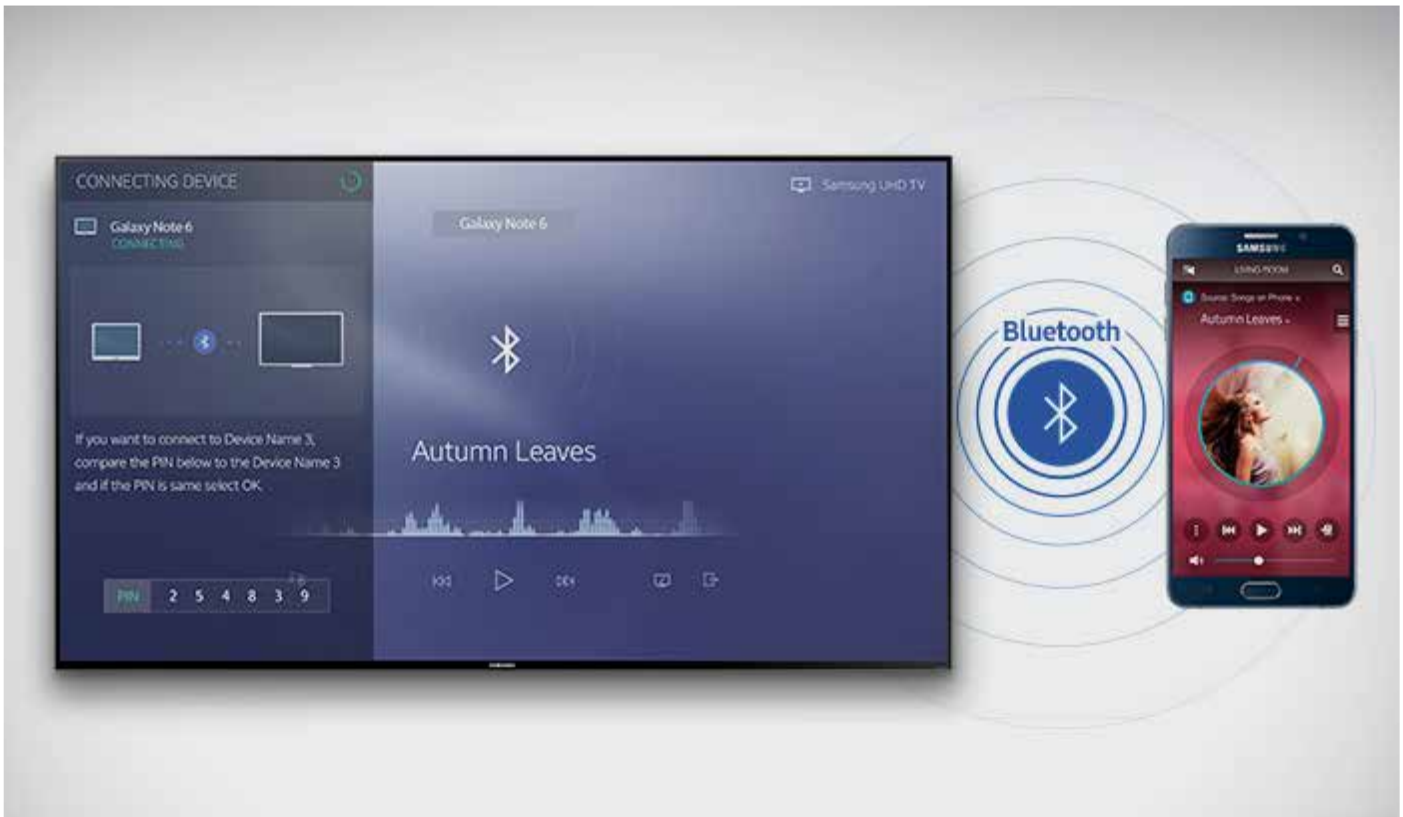 CONNECTING DEVICE
Galaxy Note 6
CONNECTING
If you want to connect to Device Name 3,
compare the PIN below to the Device Name 3
and if the PIN is same select OK.
PIN 2 5 4 8 3 9
Samsung UHD TV
Galaxy Note 6
Autumn Leaves
SAMSUNG
Bluetooth
SAMSUNG
LIVING ROOM
Source: Songs on Phone
Autumn Leaves